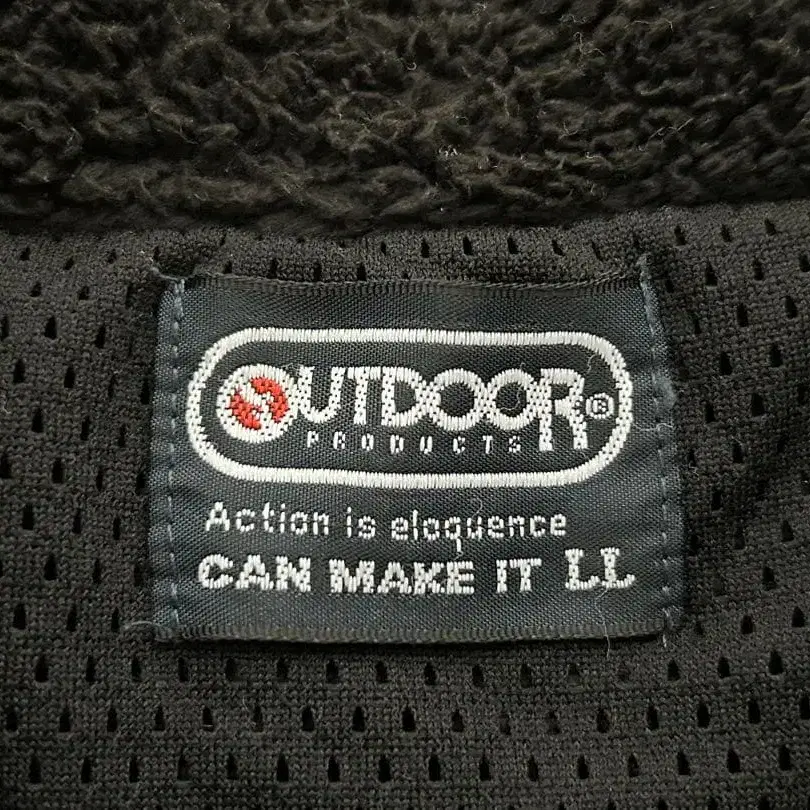 OUTDOOR®
PRODUCTS
Action is eloquence
CAN MAKE IT LL